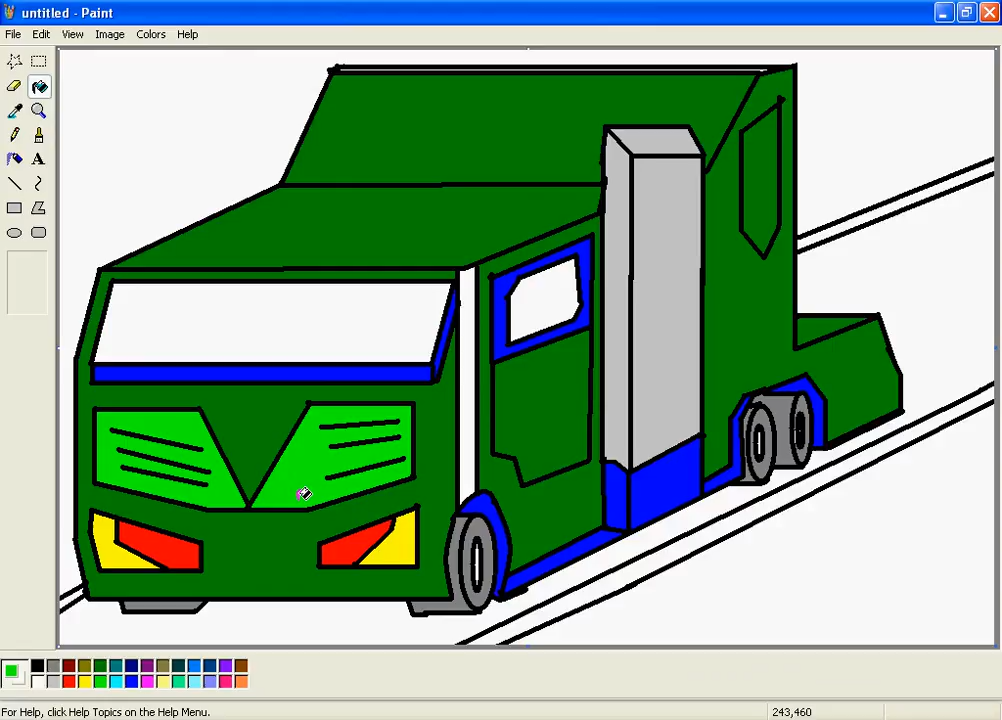 untitled - Paint
File Edit View Image Colors Help
A
For Help, click Help Topics on the Help Menu.
243,460